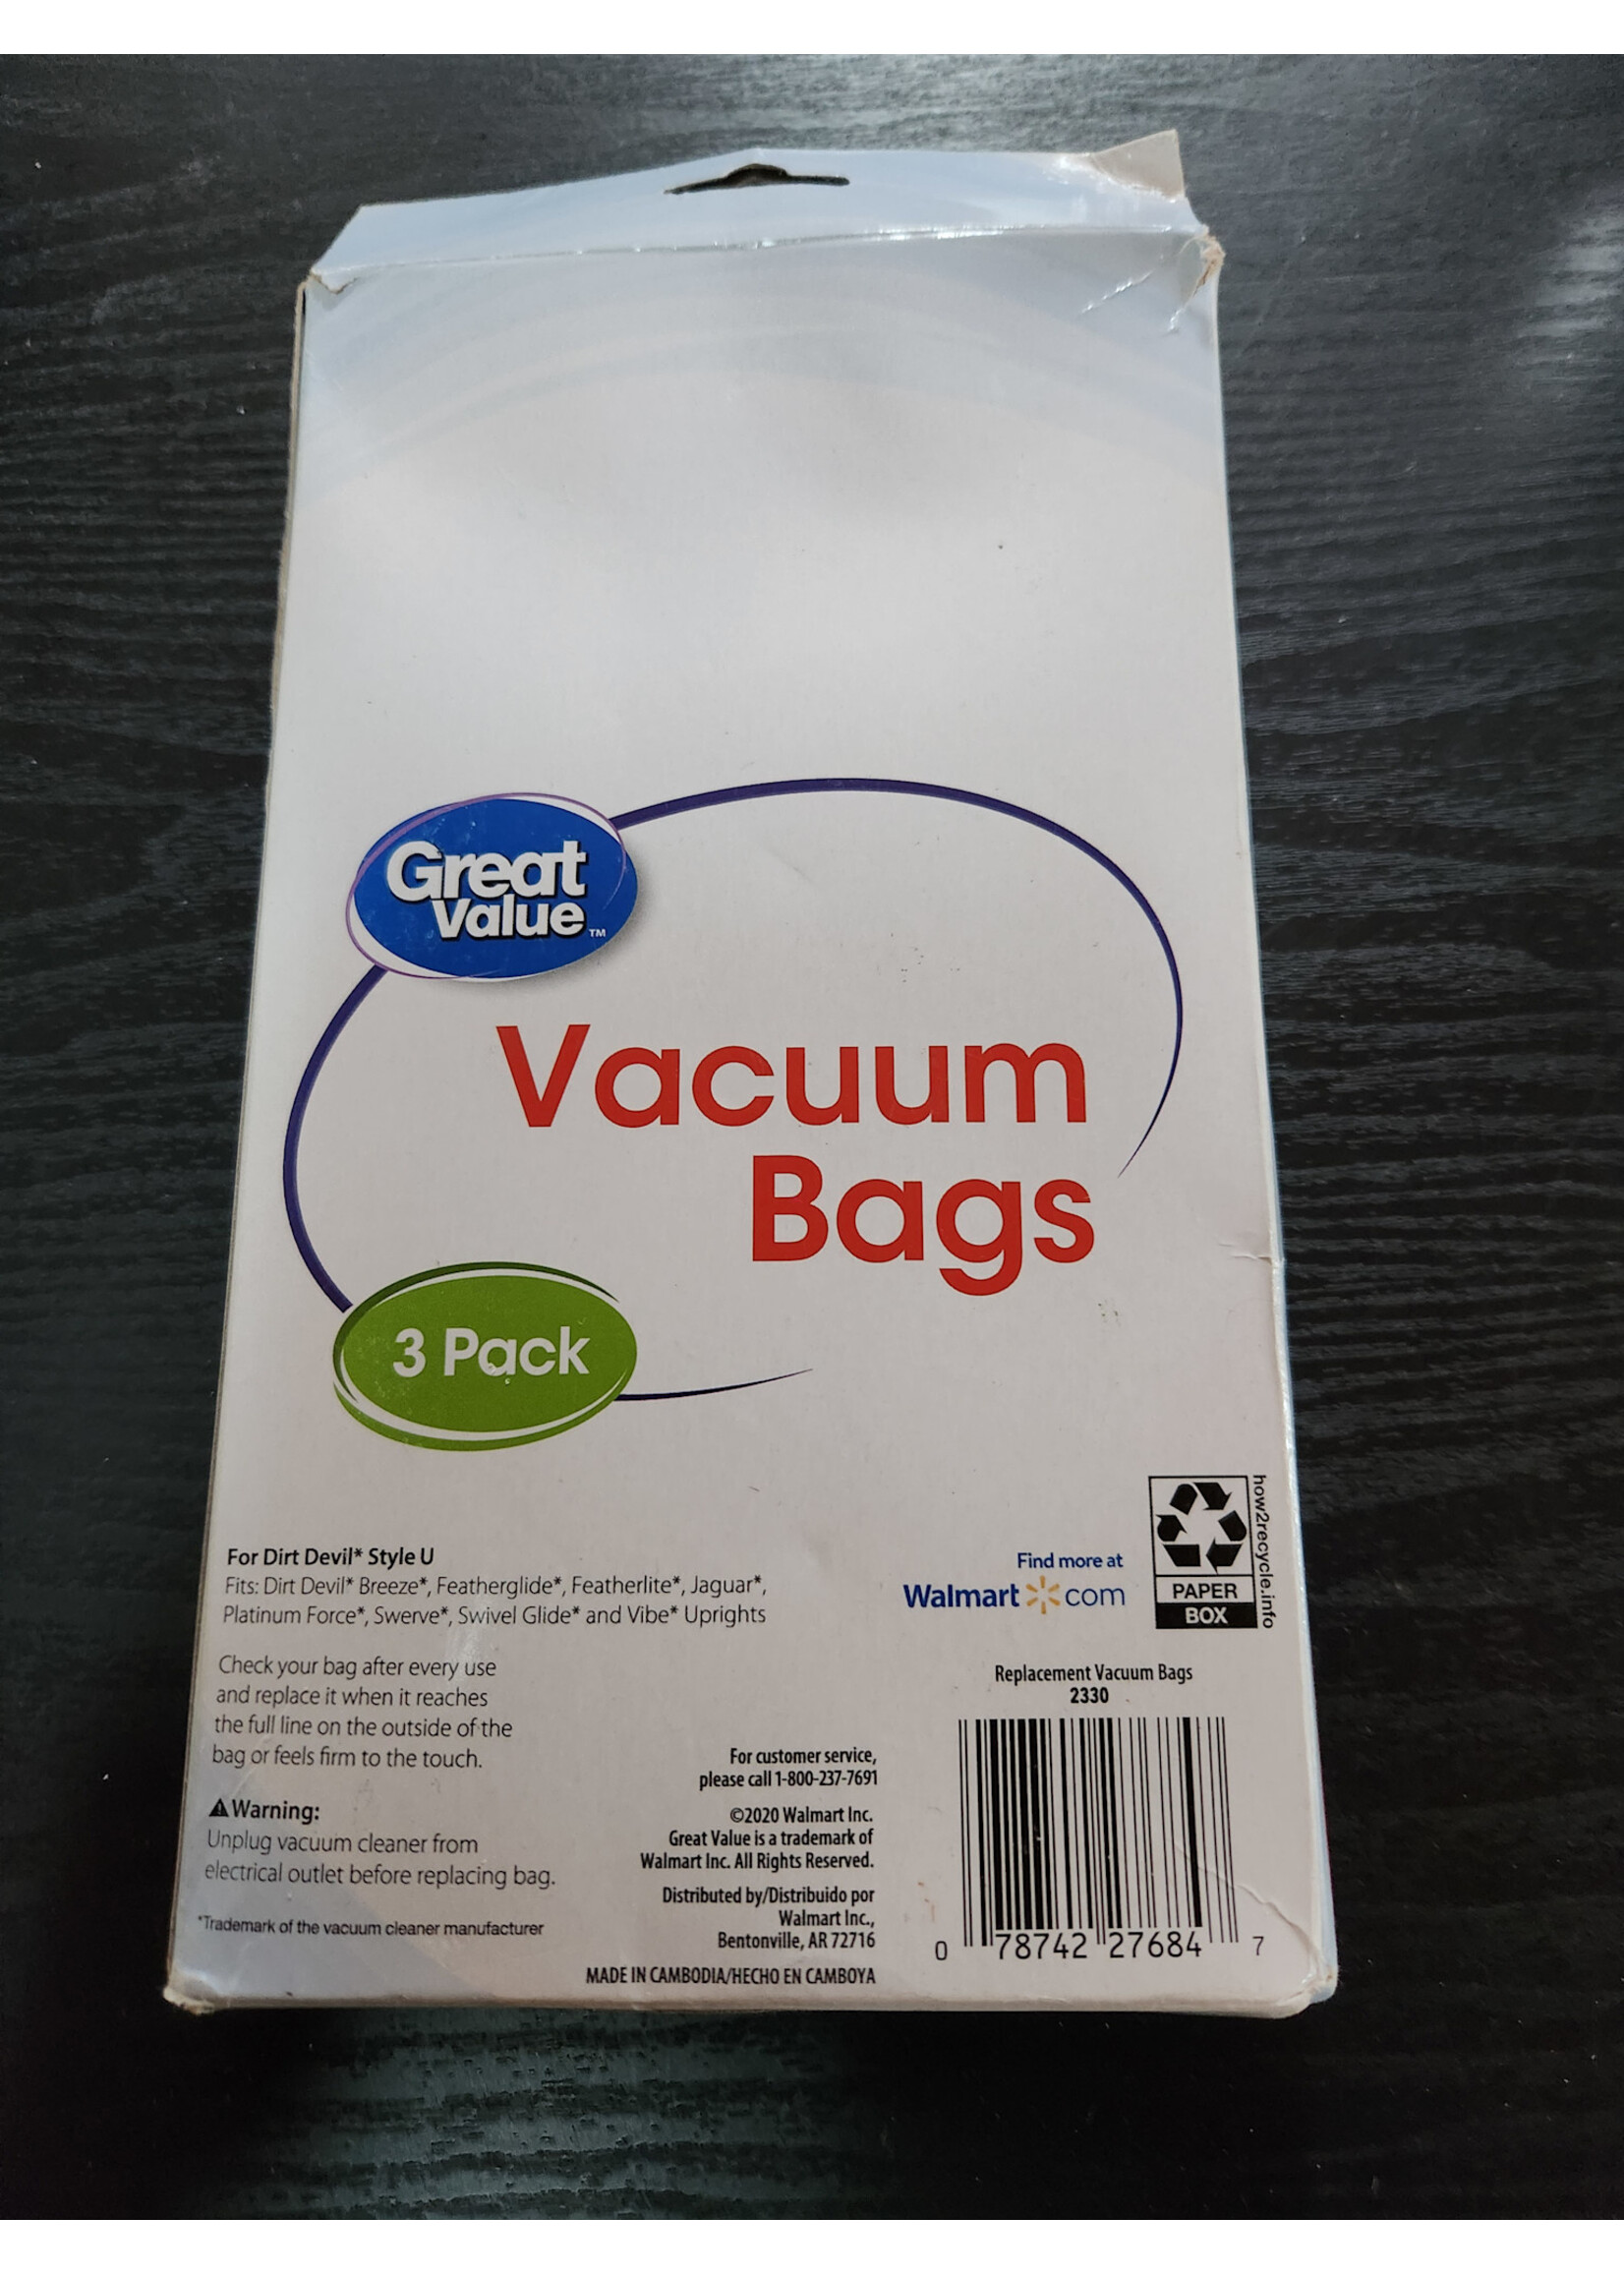 Great
Value™
Vacuum
Bags
3 Pack
For Dirt Devil* Style U
Fits: Dirt Devil* Breeze*, Featherglide*, Featherlite*, Jaguar*,
Platinum Force*, Swerve*, Swivel Glide* and Vibe* Uprights
Check your bag after every use
and replace it when it reaches
the full line on the outside of the
bag or feels firm to the touch.
⚠Warning:
Unplug vacuum cleaner from
electrical outlet before replacing bag.
*Trademark of the vacuum cleaner manufacturer
For customer service,
please call 1-800-237-7691
©2020 Walmart Inc.
Great Value is a trademark of
Walmart Inc. All Rights Reserved.
Distributed by/Distribuido por
Walmart Inc.,
Bentonville, AR 72716
MADE IN CAMBODIA/HECHO EN CAMBOYA
Find more at
Walmart com
PAPER
BOX
how2recycle.info
Replacement Vacuum Bags
2330
0 78742 27684 7